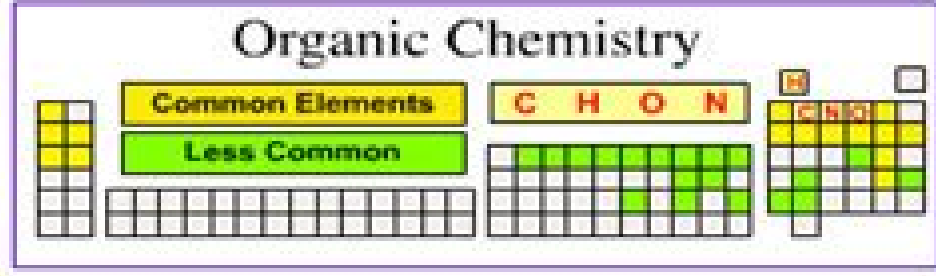 Organic Chemistry
Common Elements
C H O N
Less Common
H
C N O